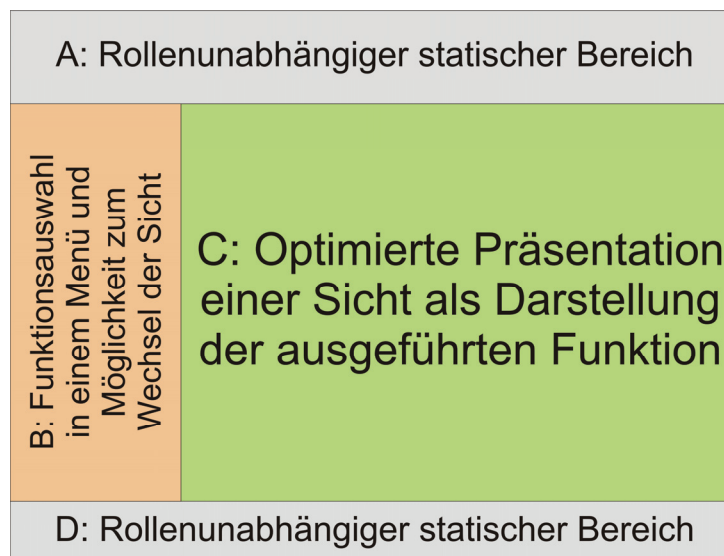 A: Rollenunabhängiger statischer Bereich
B: Funktionsauswahl
in einem Menü und
Möglichkeit zum
Wechsel der Sicht
C: Optimierte Präsentation
einer Sicht als Darstellung
der ausgeführten Funktion
D: Rollenunabhängiger statischer Bereich